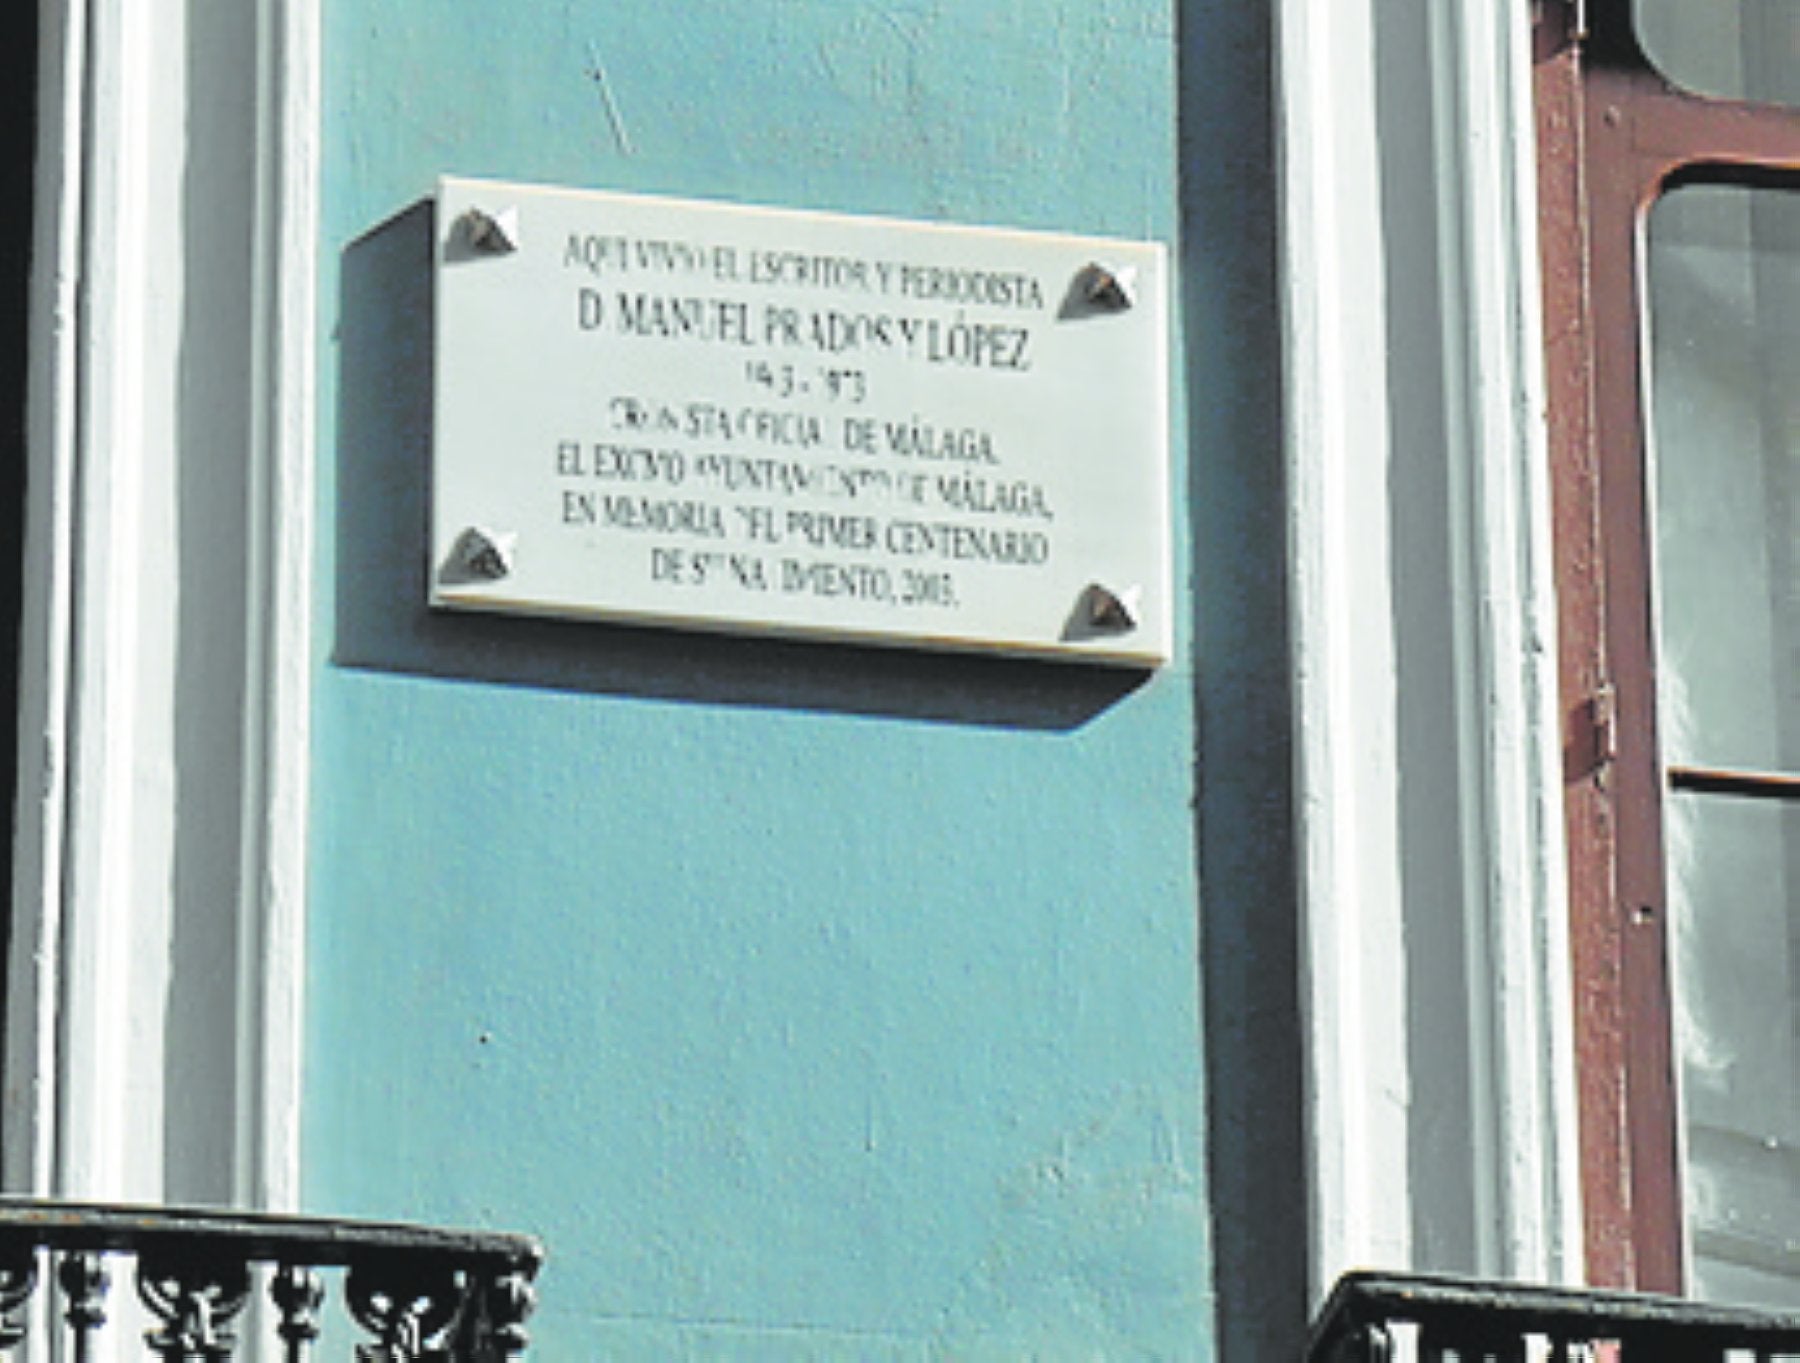 AQUI VIVIO EL ESCRITOR Y PERIODISTA
D. MANUEL PRADOS Y LÓPEZ
CRONISTA OFICIAL DE MÁLAGA.
EL EXCMO AYUNTAMIENTO DE MÁLAGA,
EN MEMORIA DEL PRIMER CENTENARIO
DE SU NACIMIENTO, 2003.